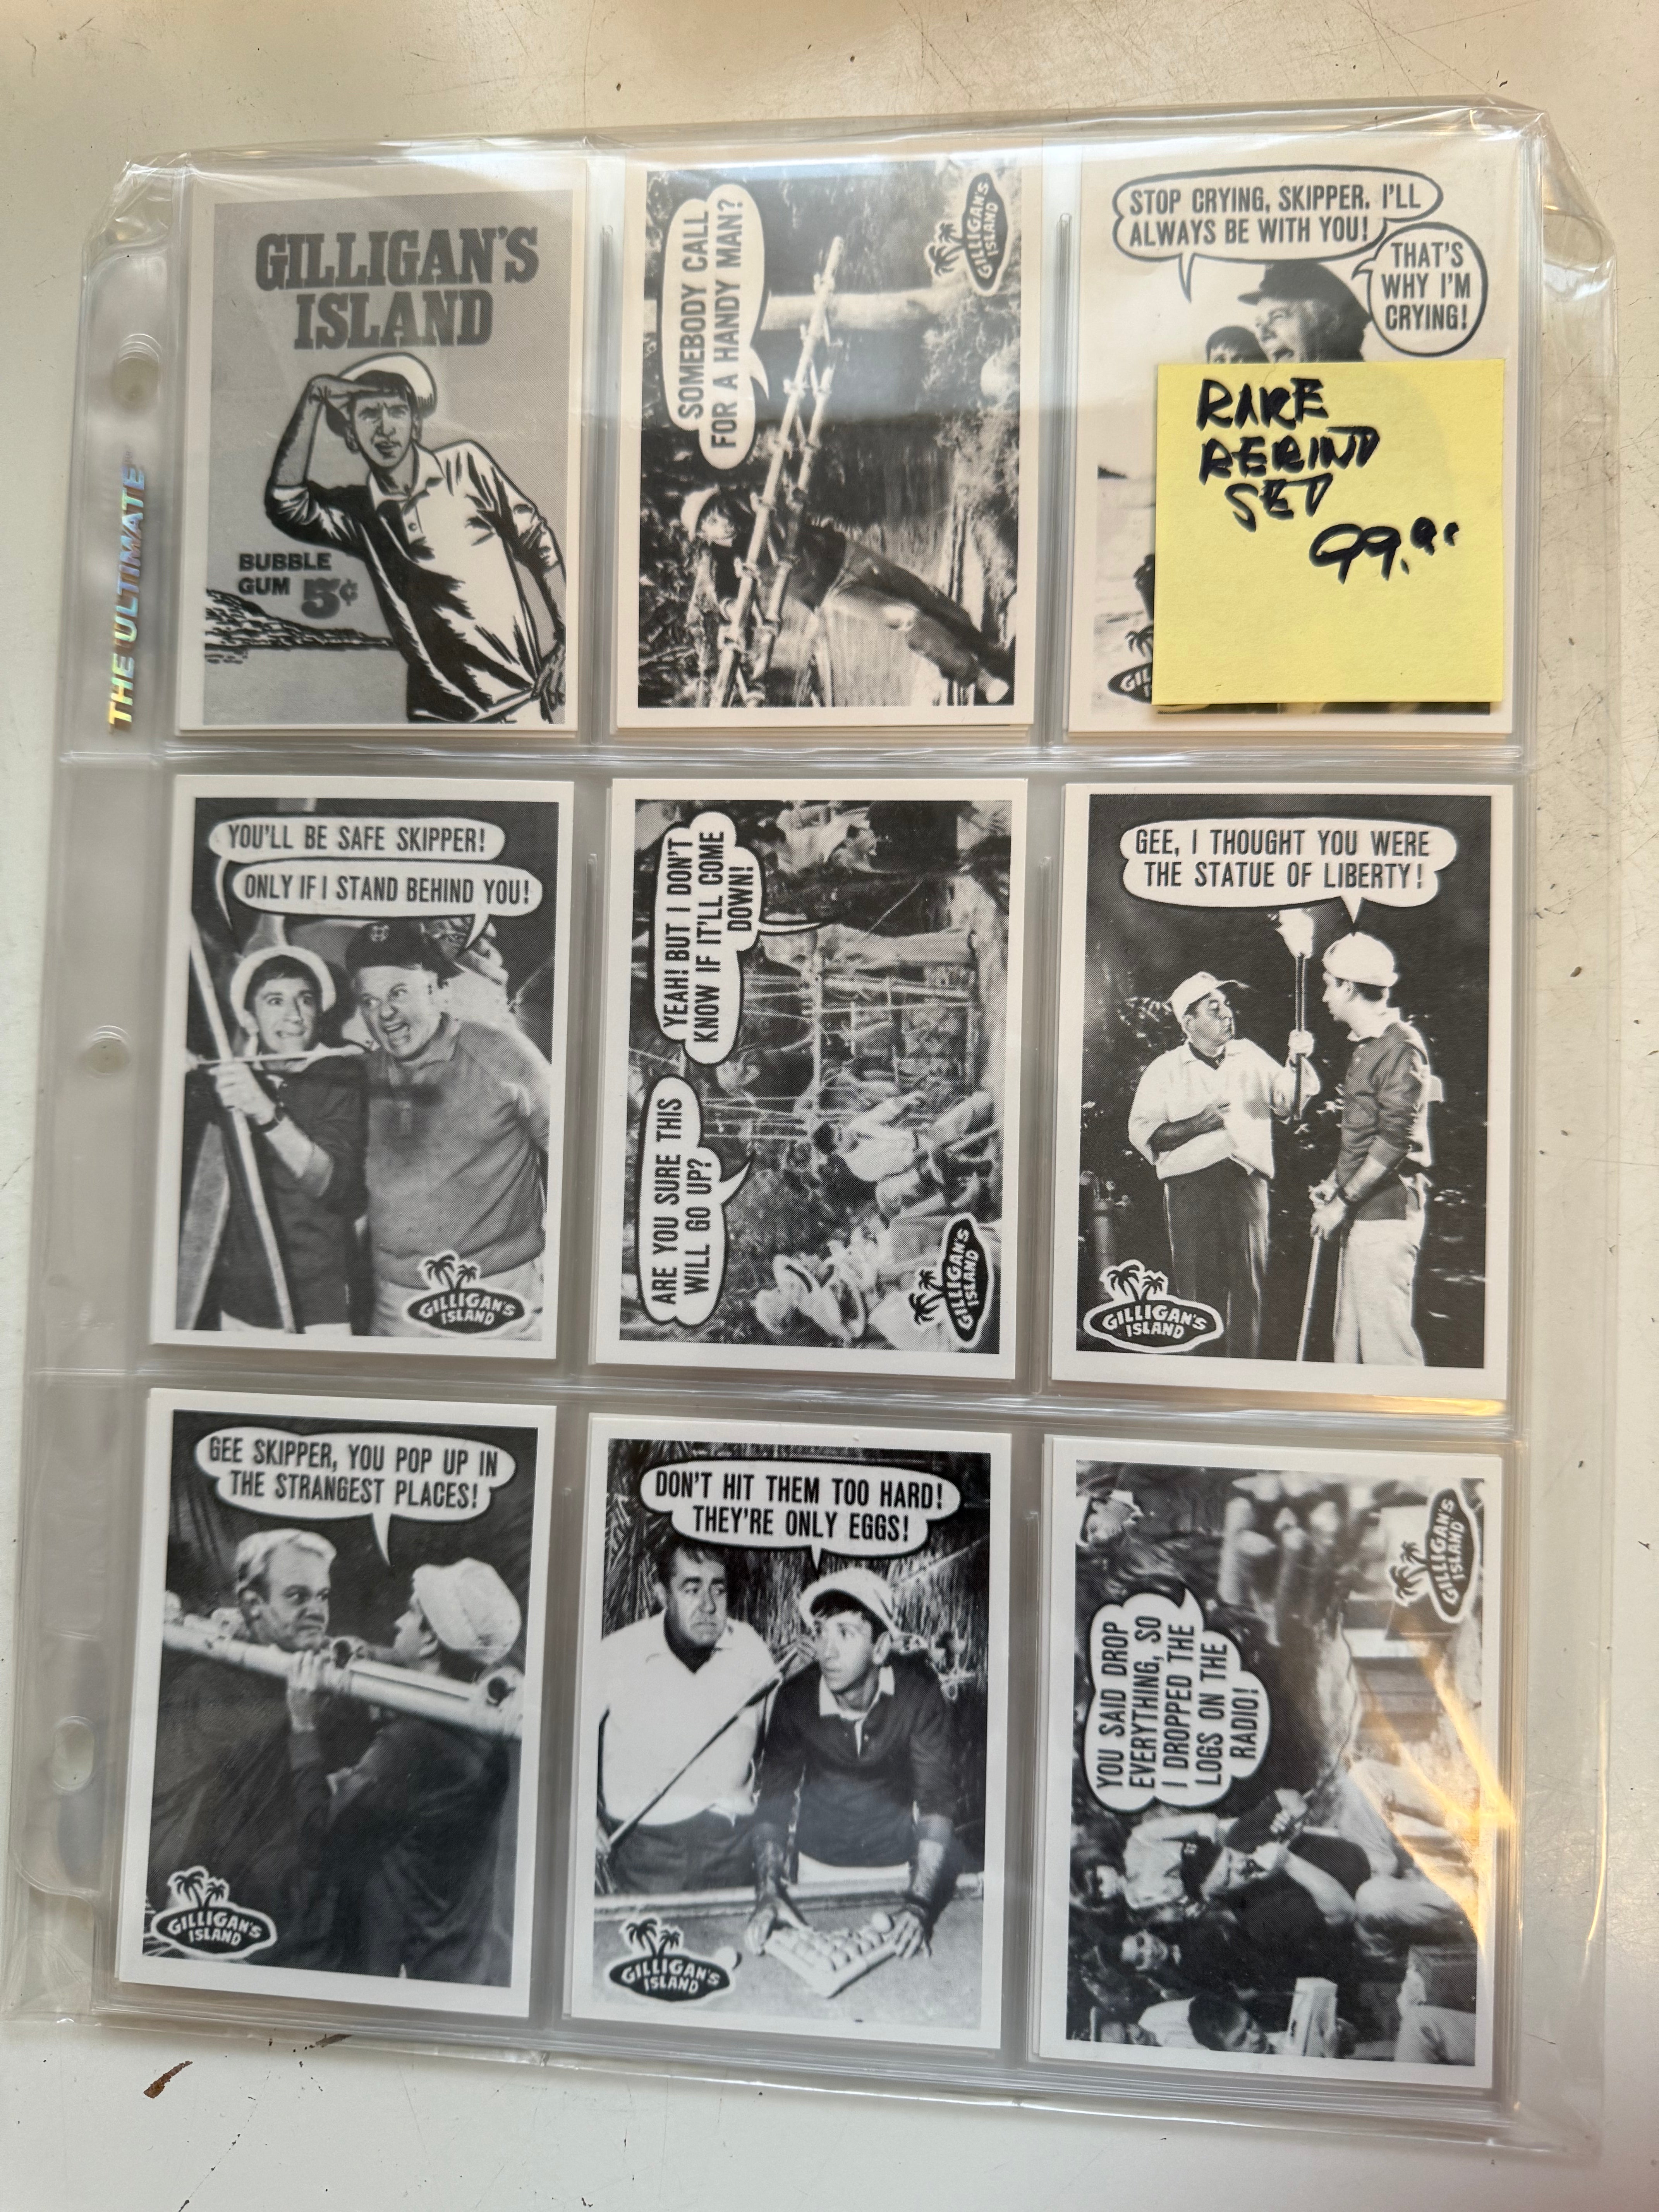 THE ULTIMATE
GILLIGAN'S
ISLAND
BUBBLE
GUM 5¢
SOMEBODY CALL
FOR A HANDY MAN?
GILLIGAN'S
ISLAND
STOP CRYING, SKIPPER. I'LL
ALWAYS BE WITH YOU!
THAT'S
WHY I'M
CRYING!
GIL
RARE
RERIND
SET
99.90
YOU'LL BE SAFE SKIPPER!
ONLY IF I STAND BEHIND YOU!
GILLIGAN'S
ISLAND
ARE YOU SURE THIS
WILL GO UP?
YEAH! BUT I DON'T
KNOW IF IT'LL COME
DOWN!
GILLIGAN'S
ISLAND
GEE, I THOUGHT YOU WERE
THE STATUE OF LIBERTY!
GILLIGAN'S
ISLAND
GEE SKIPPER, YOU POP UP IN
THE STRANGEST PLACES!
GILLIGAN'S
ISLAND
DON'T HIT THEM TOO HARD!
THEY'RE ONLY EGGS!
GILLIGAN'S
ISLAND
YOU SAID DROP
EVERYTHING, SO
I DROPPED THE
LOGS ON THE
RADIO!
GILLIGAN'S
ISLAND